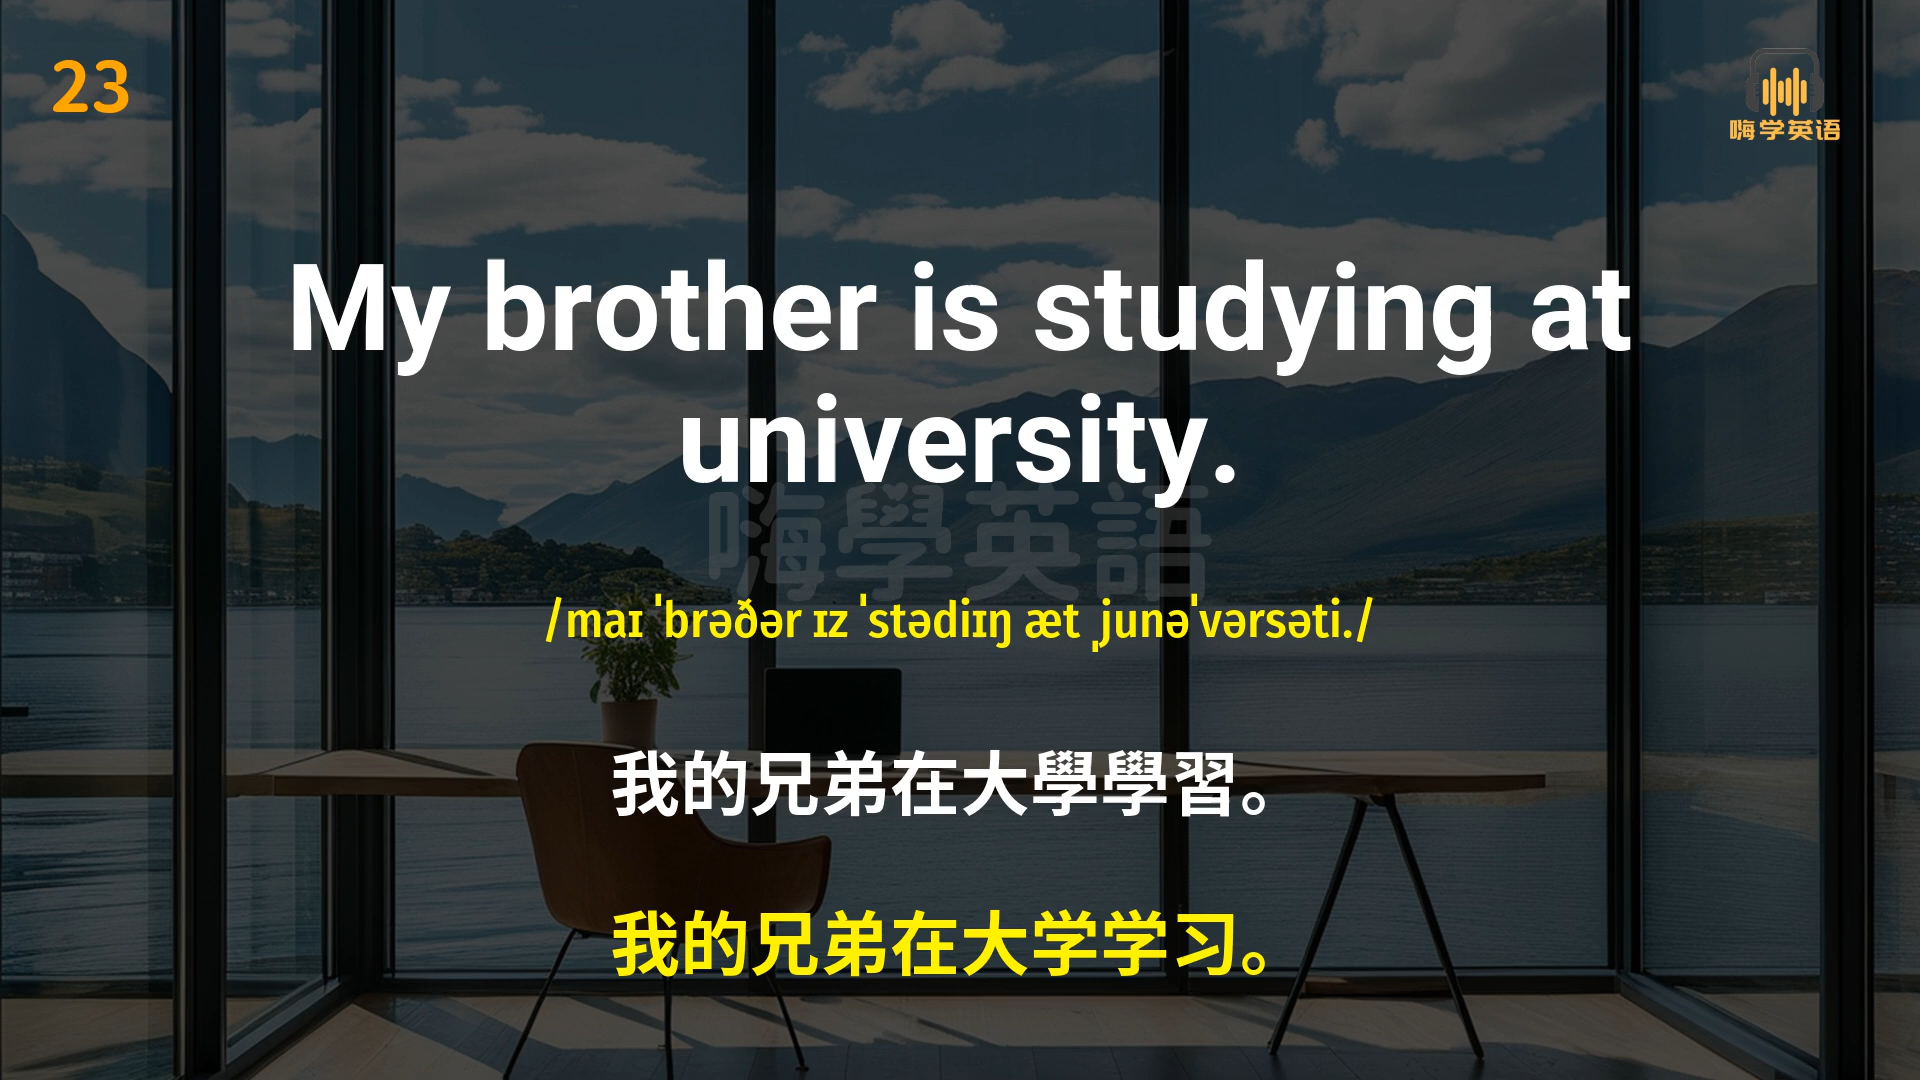 23
嗨学英语
My brother is studying at
university.
嗨學英語
/maɪ ˈbrəðər ɪz ˈstədiɪŋ æt ˌjunəˈvərsəti./
我的兄弟在大學學習。
我的兄弟在大学学习。